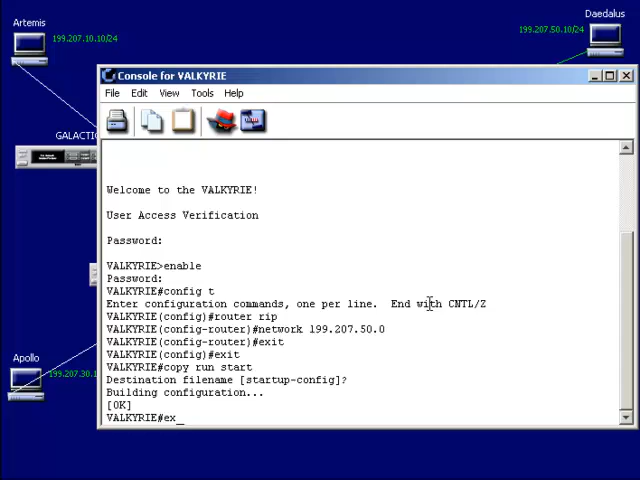 Artemis
199.207.10.10/24
Daedalus
199.207.50.10/24
Console for VALKYRIE
File Edit View Tools Help
GALACTIC
Welcome to the VALKYRIE!
User Access Verification
Password:
VALKYRIE>enable
Password:
VALKYRIE#config t
Enter configuration commands, one per line.  End with CNTL/Z
VALKYRIE(config)#router rip
VALKYRIE(config-router)#network 199.207.50.0
VALKYRIE(config-router)#exit
VALKYRIE(config)#exit
VALKYRIE#copy run start
Destination filename [startup-config]?
Building configuration...
[OK]
VALKYRIE#ex_
Apollo
199.207.30.1